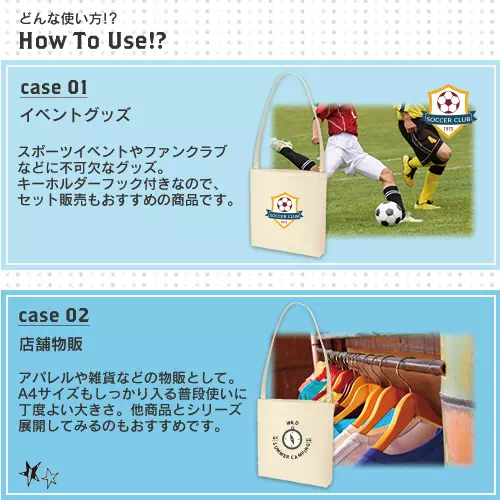 どんな使い方!?
How To Use!?
case 01
イベントグッズ
スポーツイベントやファンクラブ
などに不可欠なグッズ。
キーホルダーフック付きなので、
セット販売もおすすめの商品です。
SOCCER CLUB
1975
SOCCER CLUB
1975
case 02
店舗物販
アパレルや雑貨などの物販として。
A4サイズもしっかり入る普段使いに
丁度よい大きさ。他商品とシリーズ
展開してみるのもおすすめです。
WILD
SUMMER CAMPING